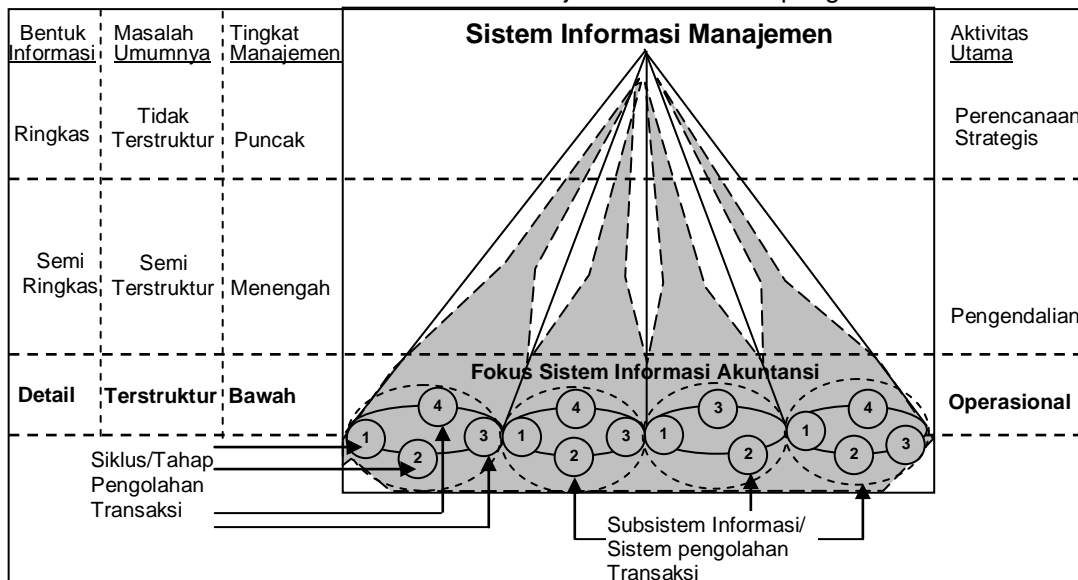 Bentuk
Informasi
Masalah
Umumnya
Tingkat
Manajemen
Sistem Informasi Manajemen
Aktivitas
Utama
Ringkas
Tidak
Terstruktur
Puncak
Perencanaan
Strategis
Semi
Ringkas
Semi
Terstruktur
Menengah
Pengendalian
Fokus Sistem Informasi Akuntansi
Detail
Terstruktur
Bawah
Operasional
4
1
2
3
4
1
2
3
3
1
2
4
1
2
3
Siklus/Tahap
Pengolahan
Transaksi
Subsistem Informasi/
Sistem pengolahan
Transaksi